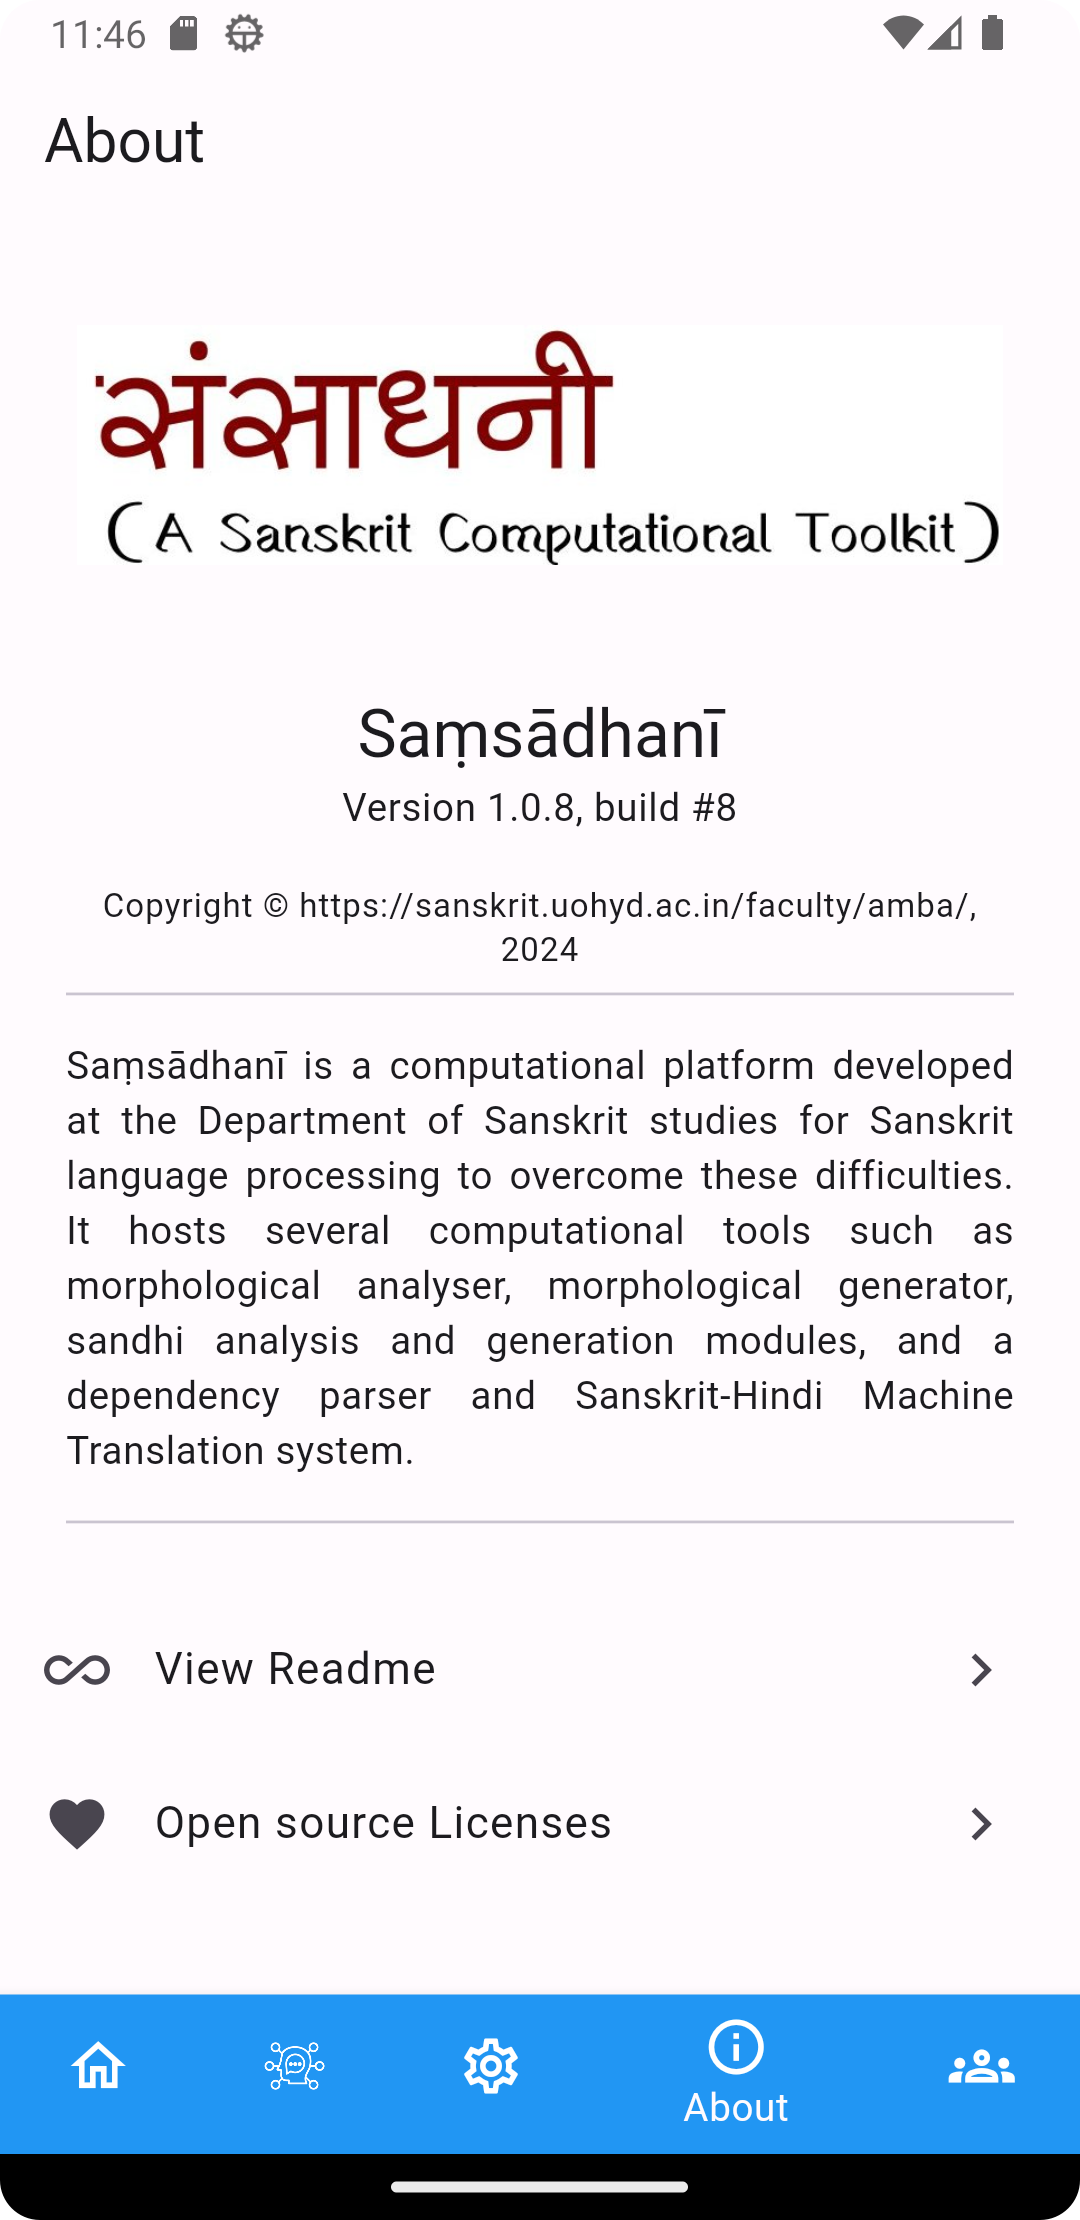 11:46
About
संसाधनी
(A Sanskrit Computational Toolkit)
Saṃsādhanī
Version 1.0.8, build #8
Copyright © https://sanskrit.uohyd.ac.in/faculty/amba/,
2024
Saṃsādhanī is a computational platform developed
at the Department of Sanskrit studies for Sanskrit
language processing to overcome these difficulties.
It hosts several computational tools such as
morphological analyser, morphological generator,
sandhi analysis and generation modules, and a
dependency parser and Sanskrit-Hindi Machine
Translation system.
View Readme
Open source Licenses
About